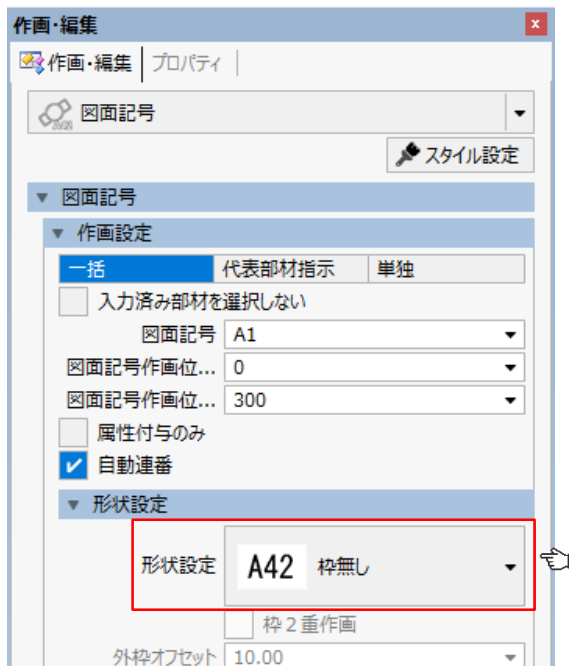 作画・編集
作画・編集 プロパティ
図面記号
スタイル設定
図面記号
作画設定
一括 代表部材指示 単独
入力済み部材を選択しない
図面記号 A1
図面記号作画位... 0
図面記号作画位... 300
属性付与のみ
自動連番
形状設定
形状設定 A42 枠無し
枠2重作画
外枠オフセット 10.00